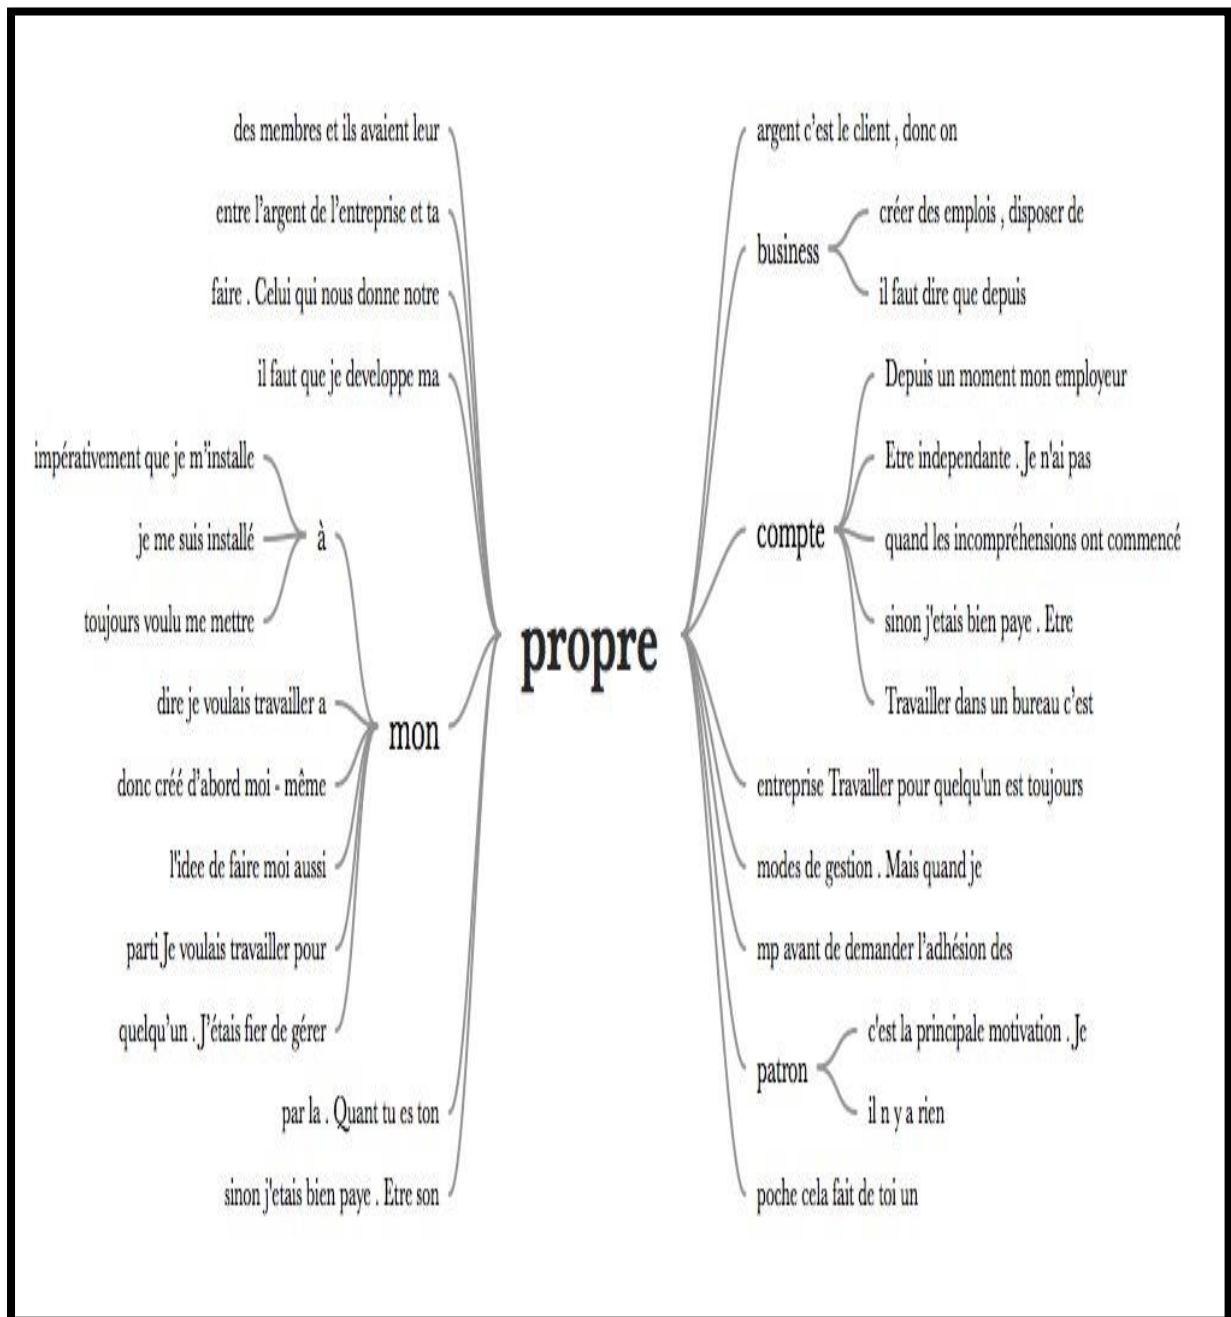 des membres et ils avaient leur
entre l'argent de l'entreprise et ta
faire . Celui qui nous donne notre
il faut que je developpe ma
impérativement que je m'installe
je me suis installé
toujours voulu me mettre
à
dire je voulais travailler a
donc créé d'abord moi - même
l'idee de faire moi aussi
parti Je voulais travailler pour
quelqu'un . J'étais fier de gérer
mon
par la . Quant tu es ton
sinon j'etais bien paye . Etre son
propre
argent c'est le client , donc on
business
créer des emplois , disposer de
il faut dire que depuis
compte
Depuis un moment mon employeur
Etre independante . Je n'ai pas
quand les incompréhensions ont commencé
sinon j'etais bien paye . Etre
Travailler dans un bureau c'est
entreprise Travailler pour quelqu'un est toujours
modes de gestion . Mais quand je
mp avant de demander l'adhésion des
patron
c'est la principale motivation . Je
il n y a rien
poche cela fait de toi un